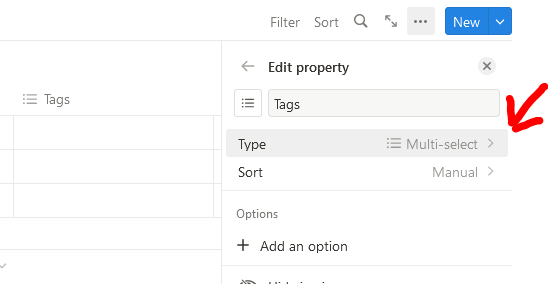 Filter Sort New
Edit property
Tags
Tags
Type Multi-select
Sort Manual
Options
Add an option